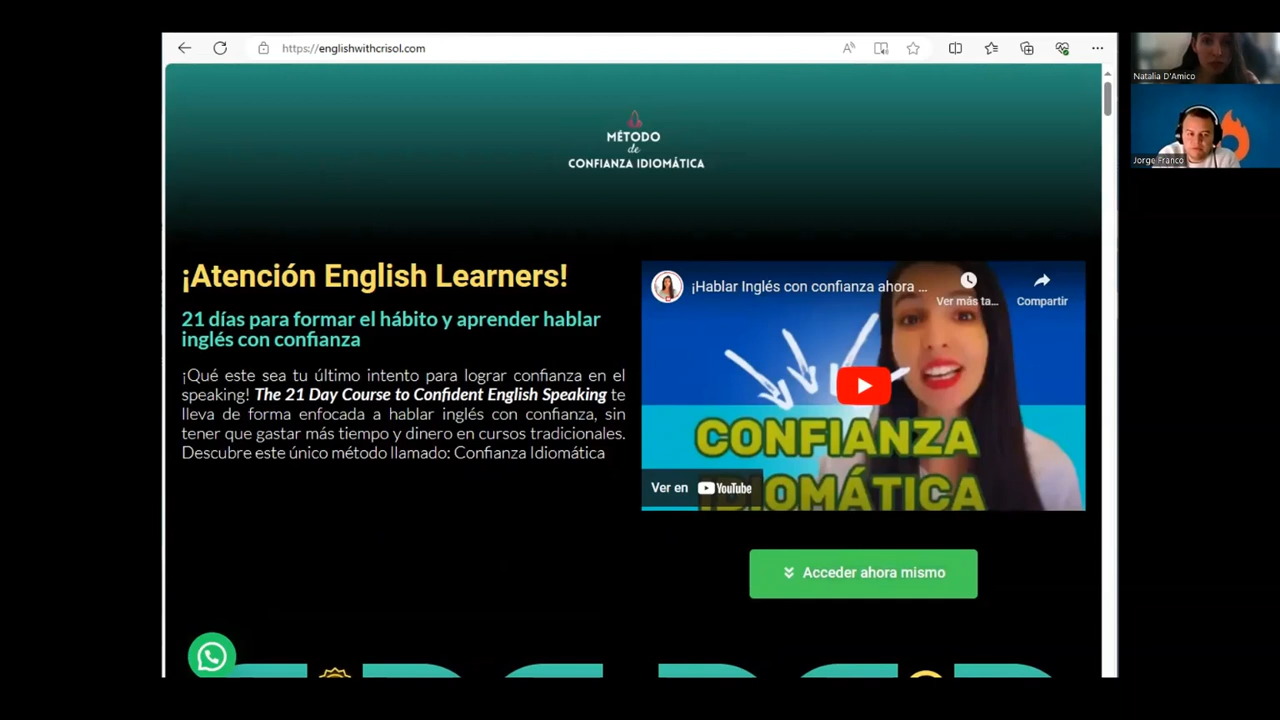 https://englishwithcrisol.com
Natalia D'Amico
Jorge Franco
MÉTODO
de
CONFIANZA IDIOMÁTICA
¡Atención English Learners!
21 días para formar el hábito y aprender hablar
inglés con confianza
¡Qué este sea tu último intento para lograr confianza en el
speaking! The 21 Day Course to Confident English Speaking te
lleva de forma enfocada a hablar inglés con confianza, sin
tener que gastar más tiempo y dinero en cursos tradicionales.
Descubre este único método llamado: Confianza Idiomática
¡Hablar Inglés con confianza ahora ...
Ver más ta...
Compartir
CONFIANZA
IDIOMÁTICA
Ver en YouTube
Acceder ahora mismo